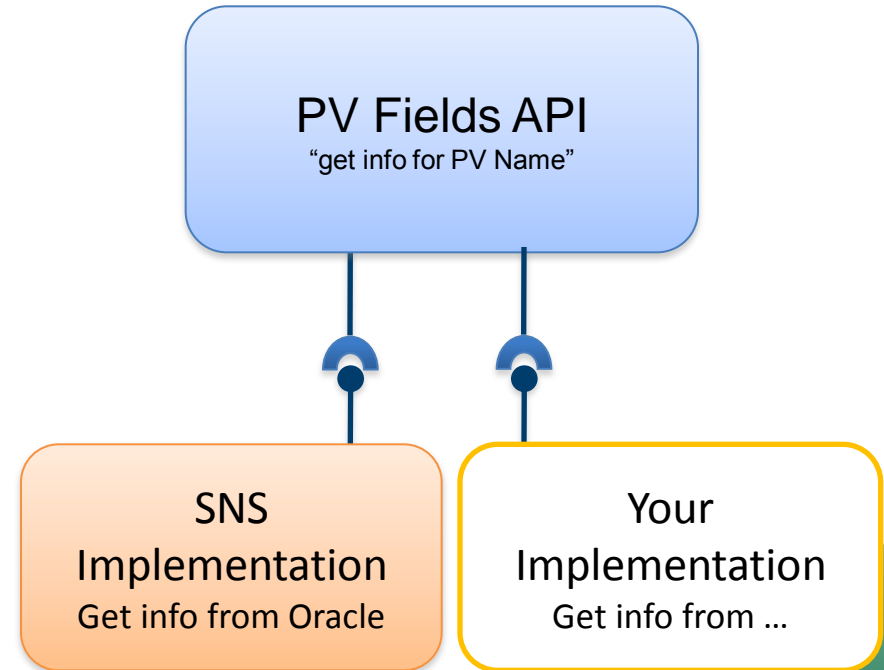 PV Fields API
“get info for PV Name”
SNS
Implementation
Get info from Oracle
Your
Implementation
Get info from …